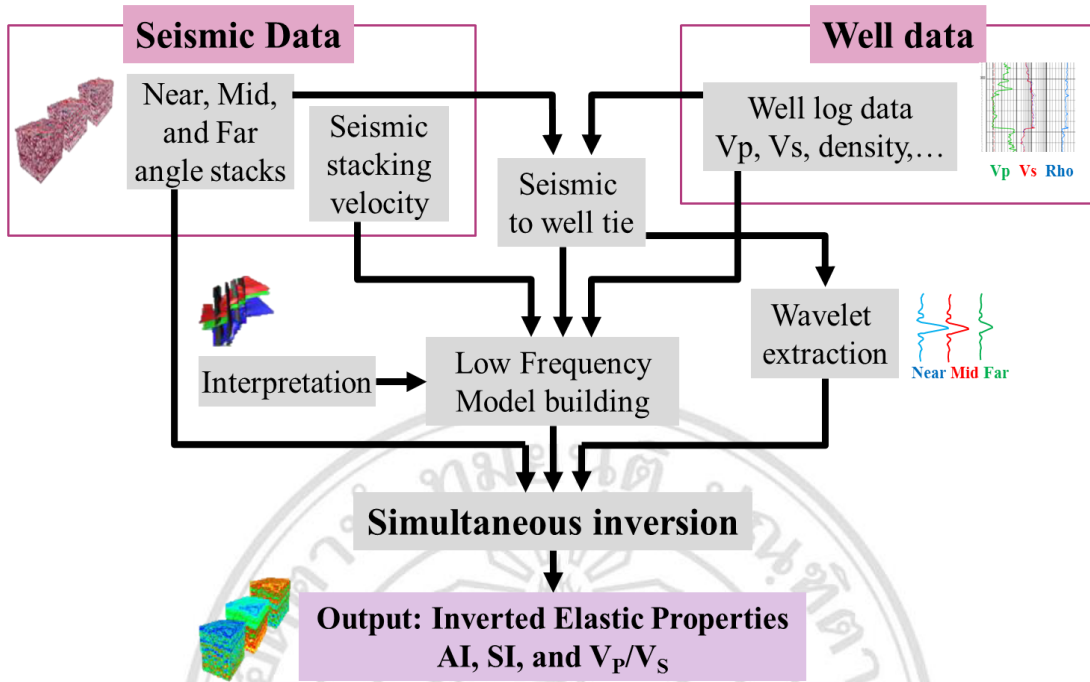 Seismic Data
Well data
Near, Mid,
and Far
angle stacks
Seismic
stacking
velocity
Well log data
Vp, Vs, density,…
Vp Vs Rho
Seismic
to well tie
Wavelet
extraction
Near Mid Far
Interpretation
Low Frequency
Model building
Simultaneous inversion
Output: Inverted Elastic Properties
AI, SI, and VP/VS